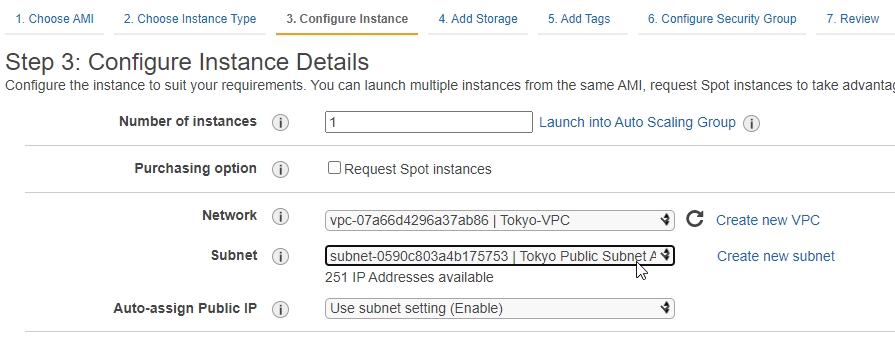 1. Choose AMI 2. Choose Instance Type 3. Configure Instance 4. Add Storage 5. Add Tags 6. Configure Security Group 7. Review
Step 3: Configure Instance Details
Configure the instance to suit your requirements. You can launch multiple instances from the same AMI, request Spot instances to take advantag
Number of instances i 1 Launch into Auto Scaling Group i
Purchasing option i Request Spot instances
Network i vpc-07a66d4296a37ab86 | Tokyo-VPC Create new VPC
Subnet i subnet-0590c803a4b175753 | Tokyo Public Subnet A Create new subnet
251 IP Addresses available
Auto-assign Public IP i Use subnet setting (Enable)